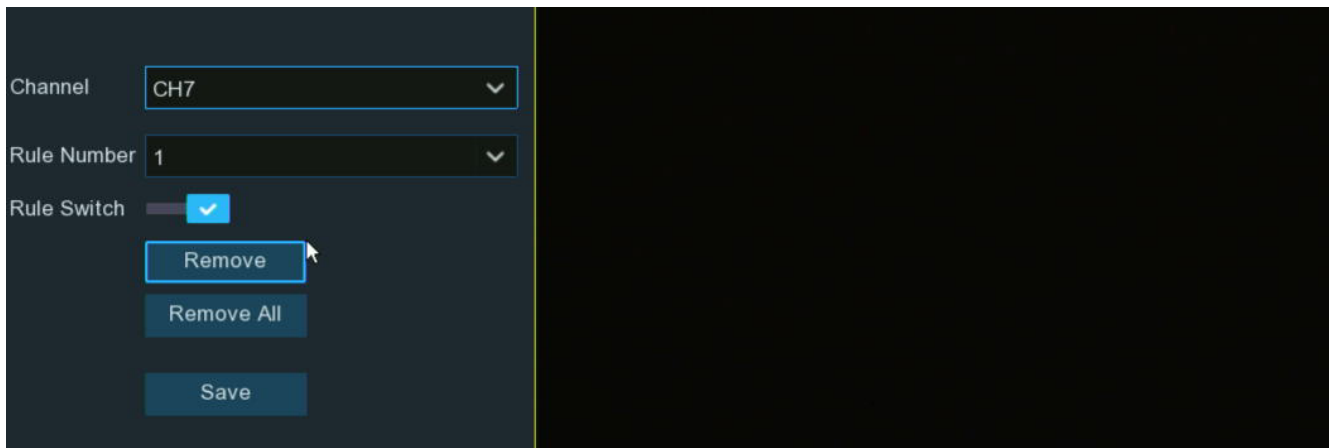 Channel CH7
Rule Number 1
Rule Switch
Remove
Remove All
Save